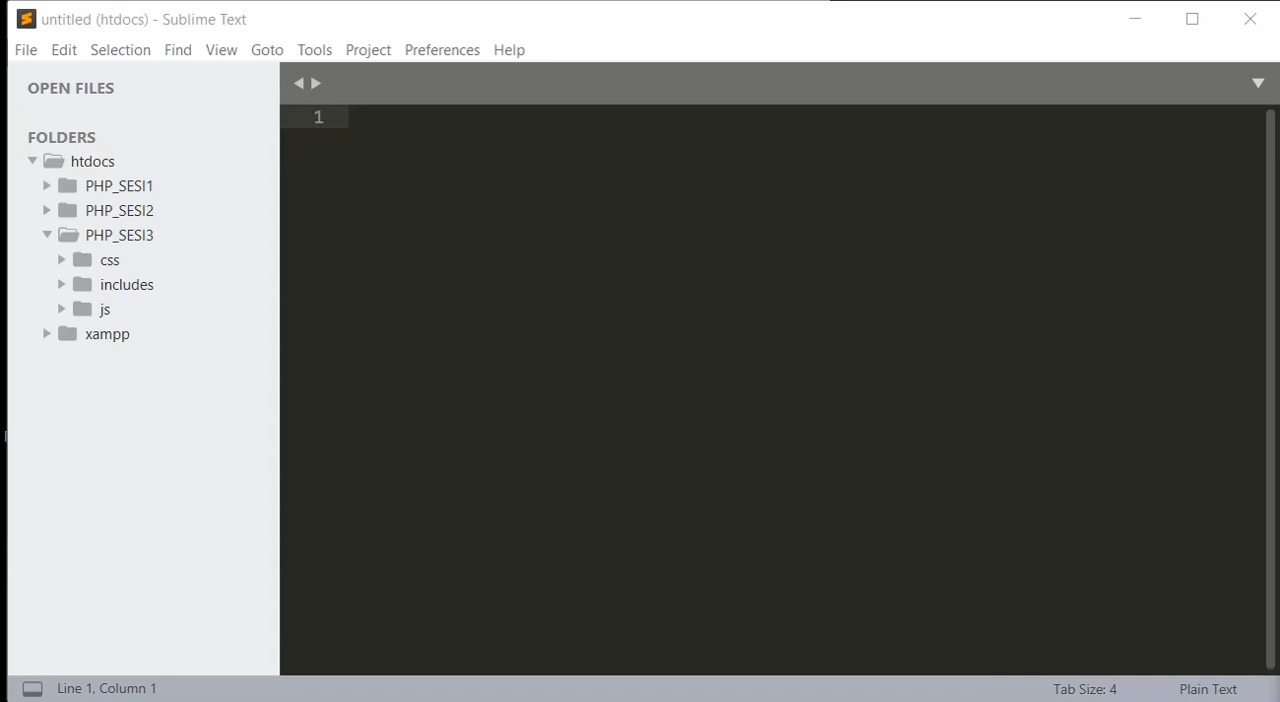 untitled (htdocs) - Sublime Text
File Edit Selection Find View Goto Tools Project Preferences Help
OPEN FILES
FOLDERS
htdocs
PHP_SESI1
PHP_SESI2
PHP_SESI3
css
includes
js
xampp
1
Line 1, Column 1
Tab Size: 4
Plain Text